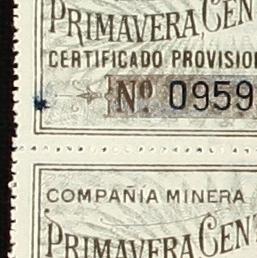 PRIMAVERA, CEN
CERTIFICADO PROVISION
Nº 0959
COMPAÑIA MINERA
PRIMAVERA CEN